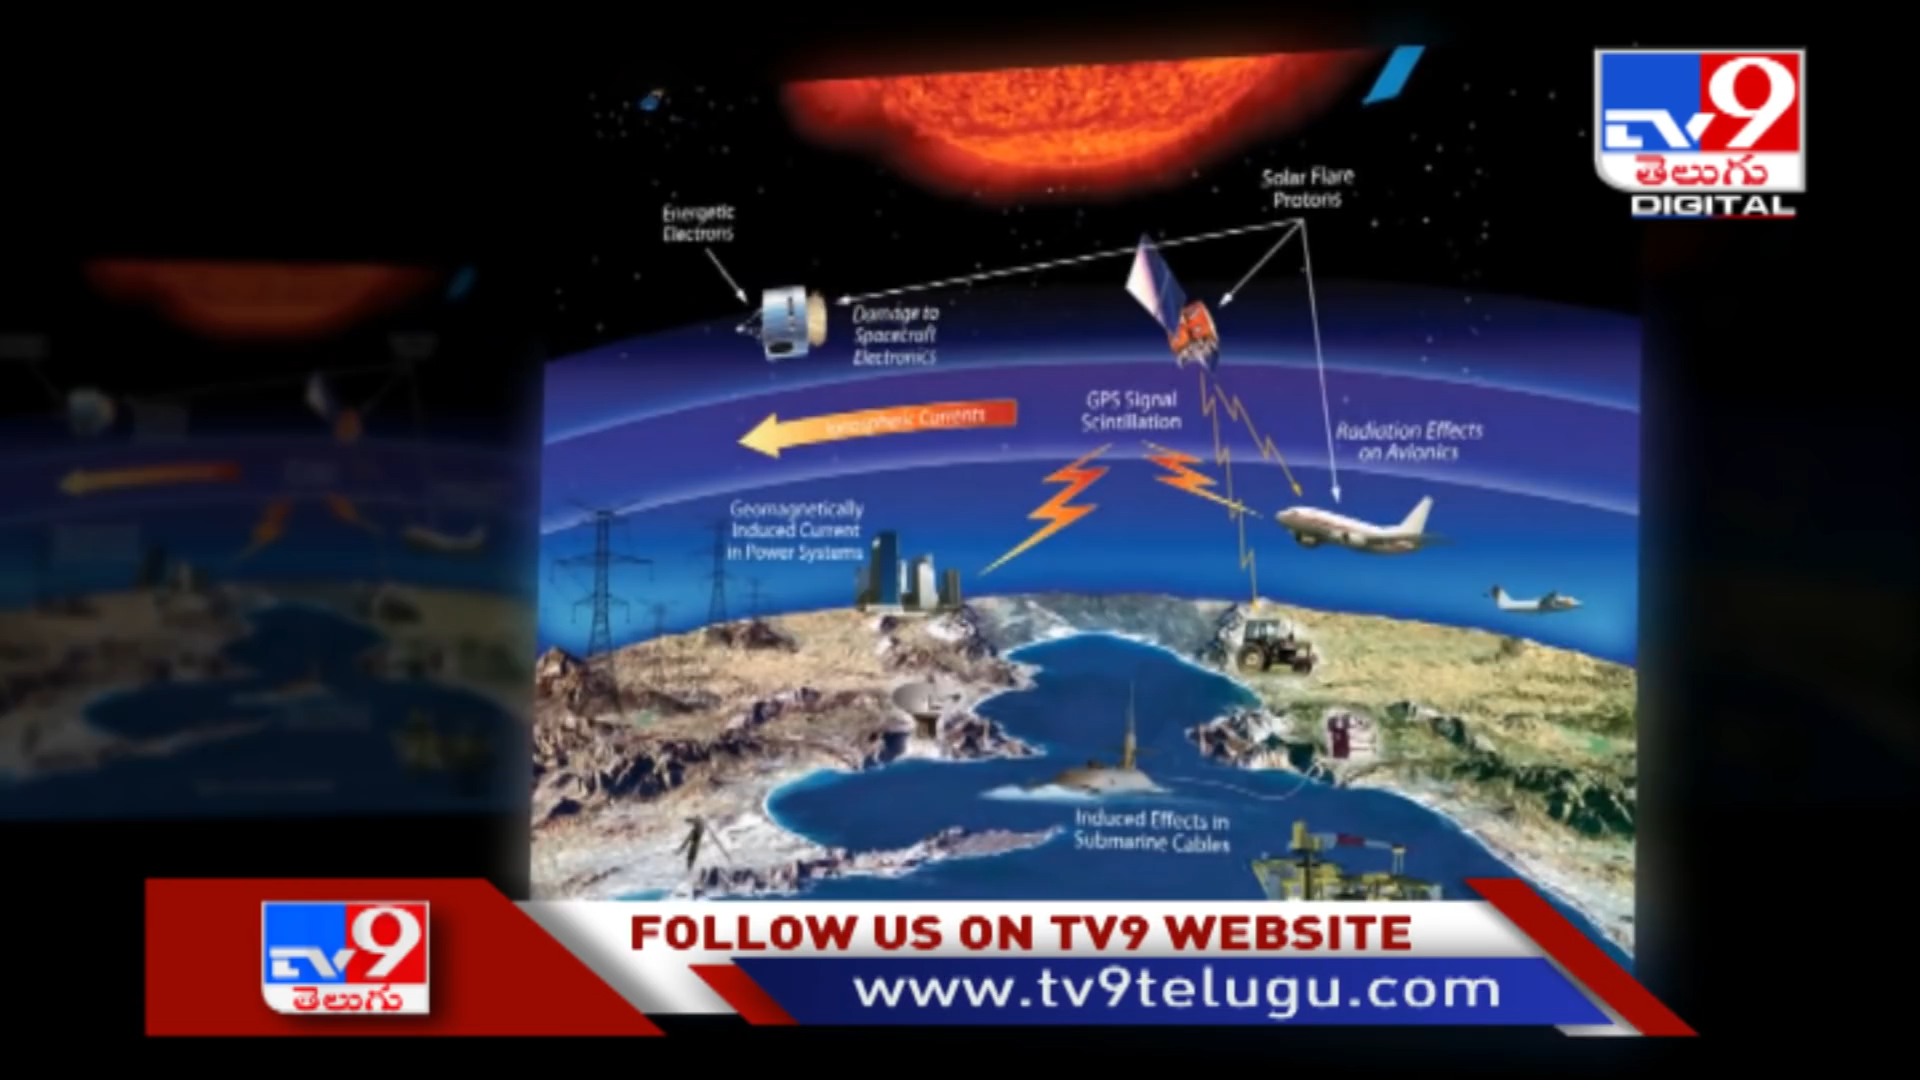 TV9
తెలుగు
DIGITAL
Solar Flare
Protons
Energetic
Electrons
Damage to
Spacecraft
Electronics
GPS Signal
Scintillation
Ionospheric Currents
Radiation Effects
on Avionics
Geomagnetically
Induced Current
in Power Systems
Induced Effects in
Submarine Cables
TV9
తెలుగు
FOLLOW US ON TV9 WEBSITE
www.tv9telugu.com